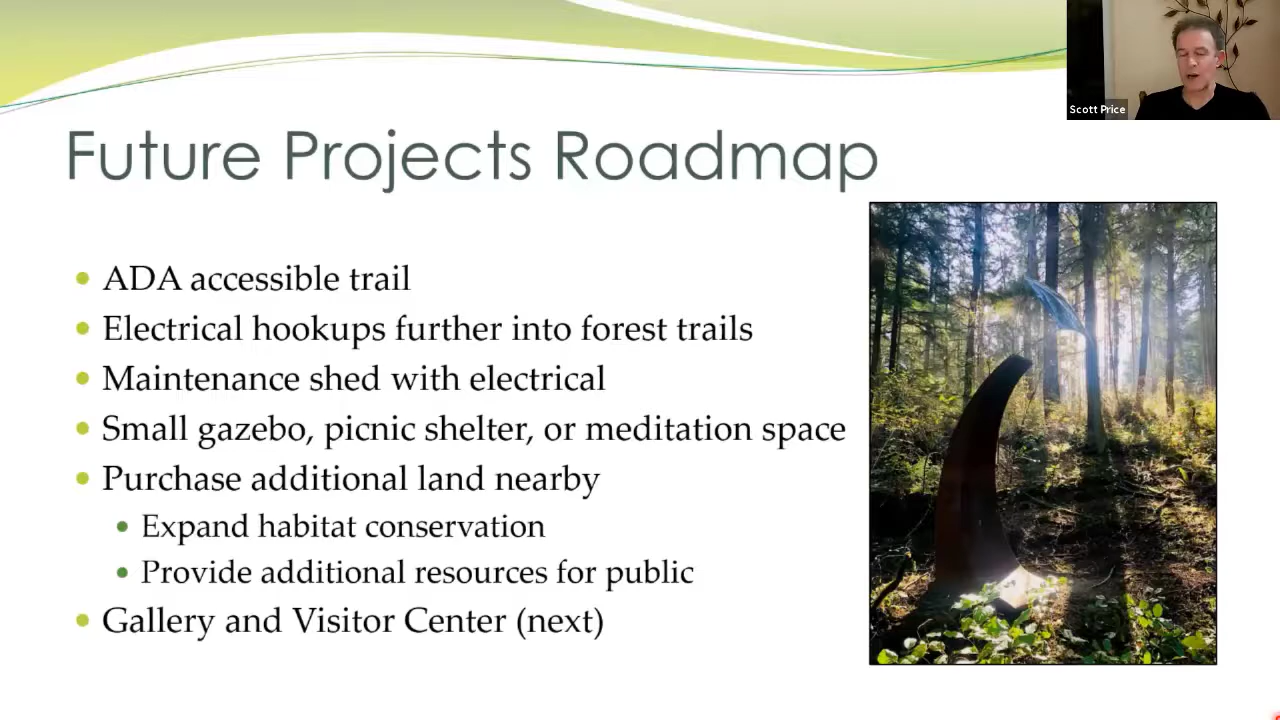 Scott Price
Future Projects Roadmap
ADA accessible trail
Electrical hookups further into forest trails
Maintenance shed with electrical
Small gazebo, picnic shelter, or meditation space
Purchase additional land nearby
Expand habitat conservation
Provide additional resources for public
Gallery and Visitor Center (next)